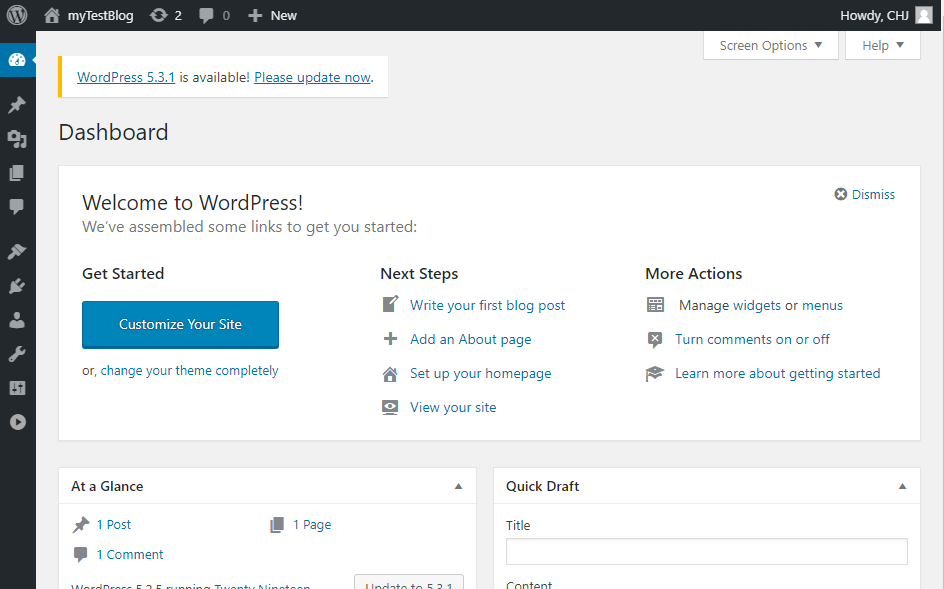 myTestBlog 2 0 New Howdy, CHJ
Screen Options Help
WordPress 5.3.1 is available! Please update now.
Dashboard
Welcome to WordPress!
Dismiss
We've assembled some links to get you started:
Get Started
Customize Your Site
or, change your theme completely
Next Steps
Write your first blog post
Add an About page
Set up your homepage
View your site
More Actions
Manage widgets or menus
Turn comments on or off
Learn more about getting started
At a Glance
1 Post 1 Page
1 Comment
WordPress 5.2.5 running Twenty Nineteen
Update to 5.3.1
Quick Draft
Title
Content